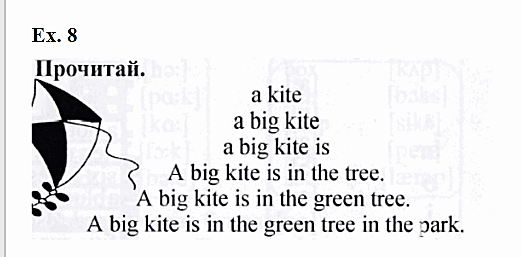 Ex. 8
Прочитай.
a kite
a big kite
a big kite is
A big kite is in the tree.
A big kite is in the green tree.
A big kite is in the green tree in the park.